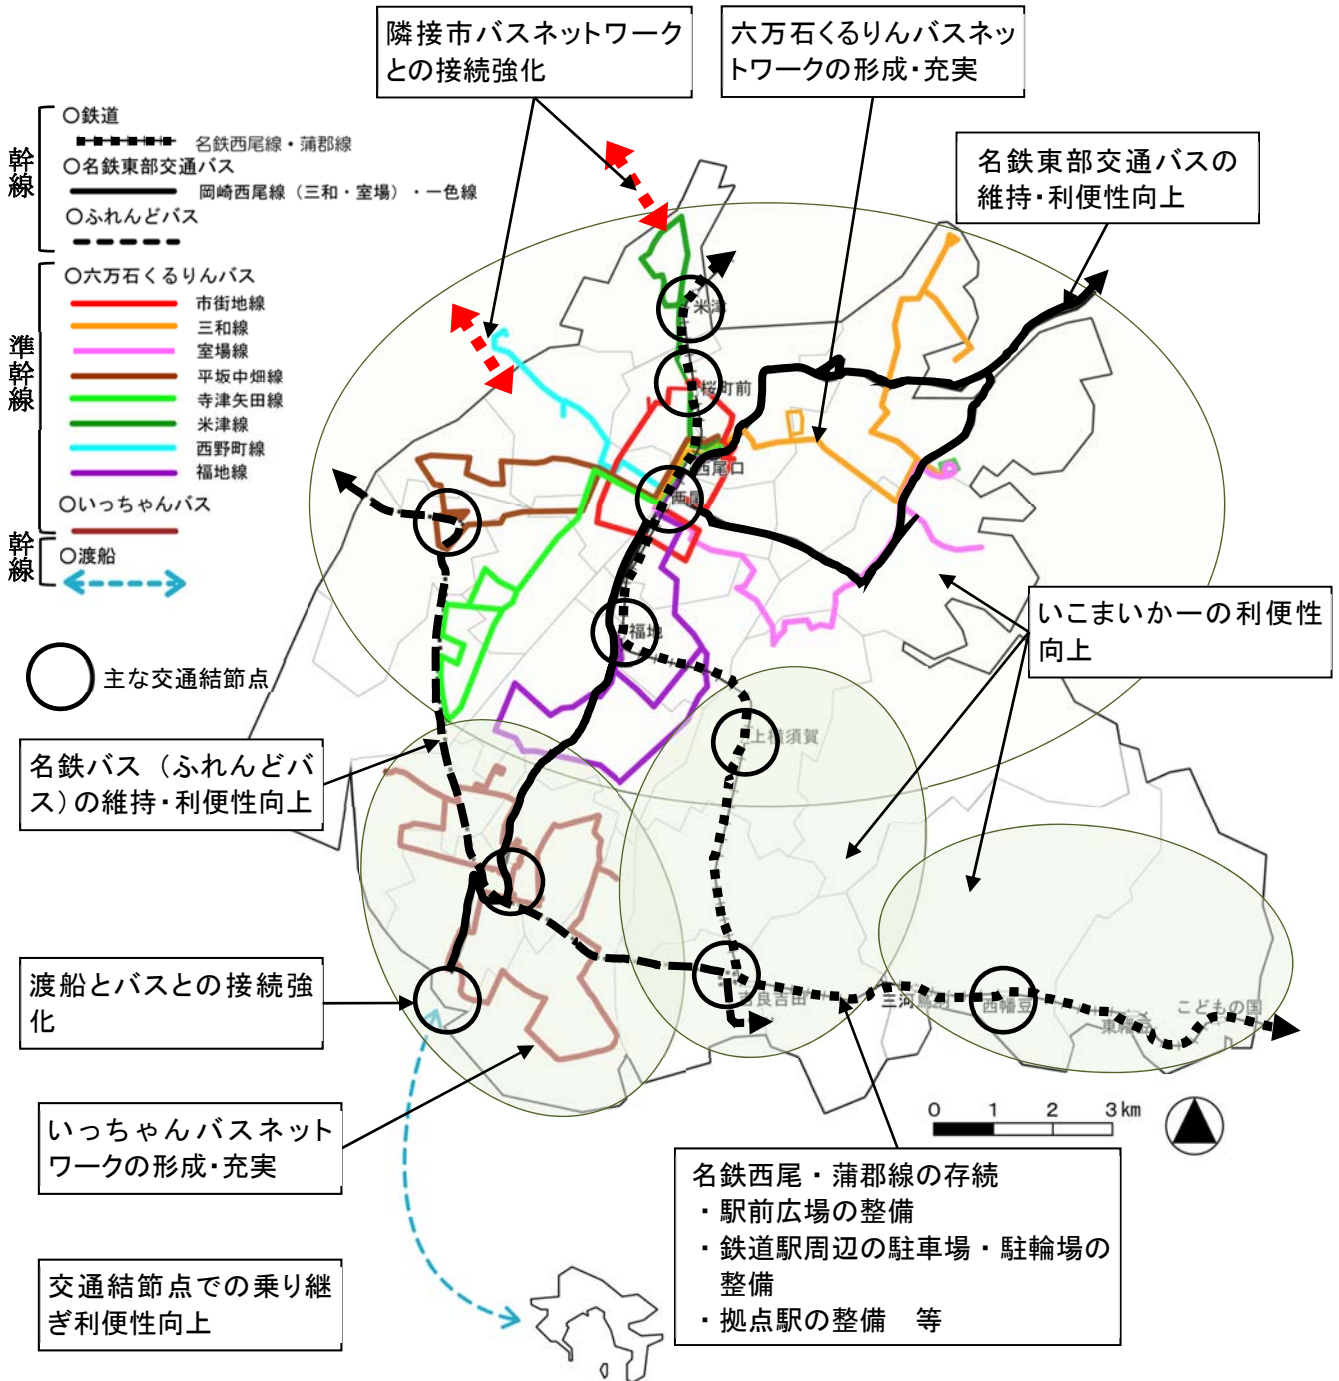 隣接市バスネットワーク
との接続強化
六万石くるりんバスネッ
トワークの形成・充実
名鉄東部交通バスの
維持・利便性向上
幹線
○鉄道
名鉄西尾線・蒲郡線
○名鉄東部交通バス
岡崎西尾線（三和・室場）・一色線
○ふれんどバス
準幹線
○六万石くるりんバス
市街地線
三和線
室場線
平坂中畑線
寺津矢田線
米津線
西野町線
福地線
○いっちゃんバス
幹線
○渡船
主な交通結節点
米津
桜町前
西尾口
西尾
福地
上横須賀
吉良吉田
三河鳥羽
西幡豆
東幡豆
こどもの国
いこまいかーの利便性
向上
名鉄バス（ふれんどバ
ス）の維持・利便性向上
渡船とバスとの接続強
化
いっちゃんバスネット
ワークの形成・充実
交通結節点での乗り継
ぎ利便性向上
0 1 2 3km
名鉄西尾・蒲郡線の存続
・駅前広場の整備
・鉄道駅周辺の駐車場・駐輪場の
整備
・拠点駅の整備　等